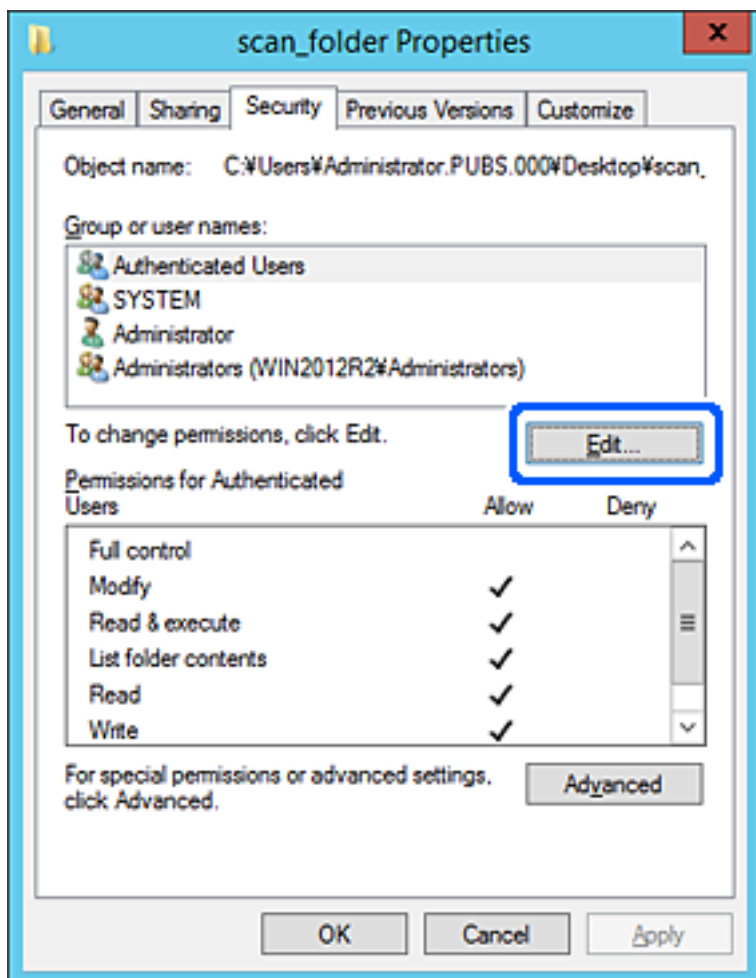 scan_folder Properties
x
General Sharing Security Previous Versions Customize
Object name: C:¥Users¥Administrator.PUBS.000¥Desktop¥scan_
Group or user names:
Authenticated Users
SYSTEM
Administrator
Administrators (WIN2012R2¥Administrators)
To change permissions, click Edit.
Edit...
Permissions for Authenticated
Users Allow Deny
Full control
Modify
Read & execute
List folder contents
Read
Write
For special permissions or advanced settings,
click Advanced.
Advanced
OK Cancel Apply